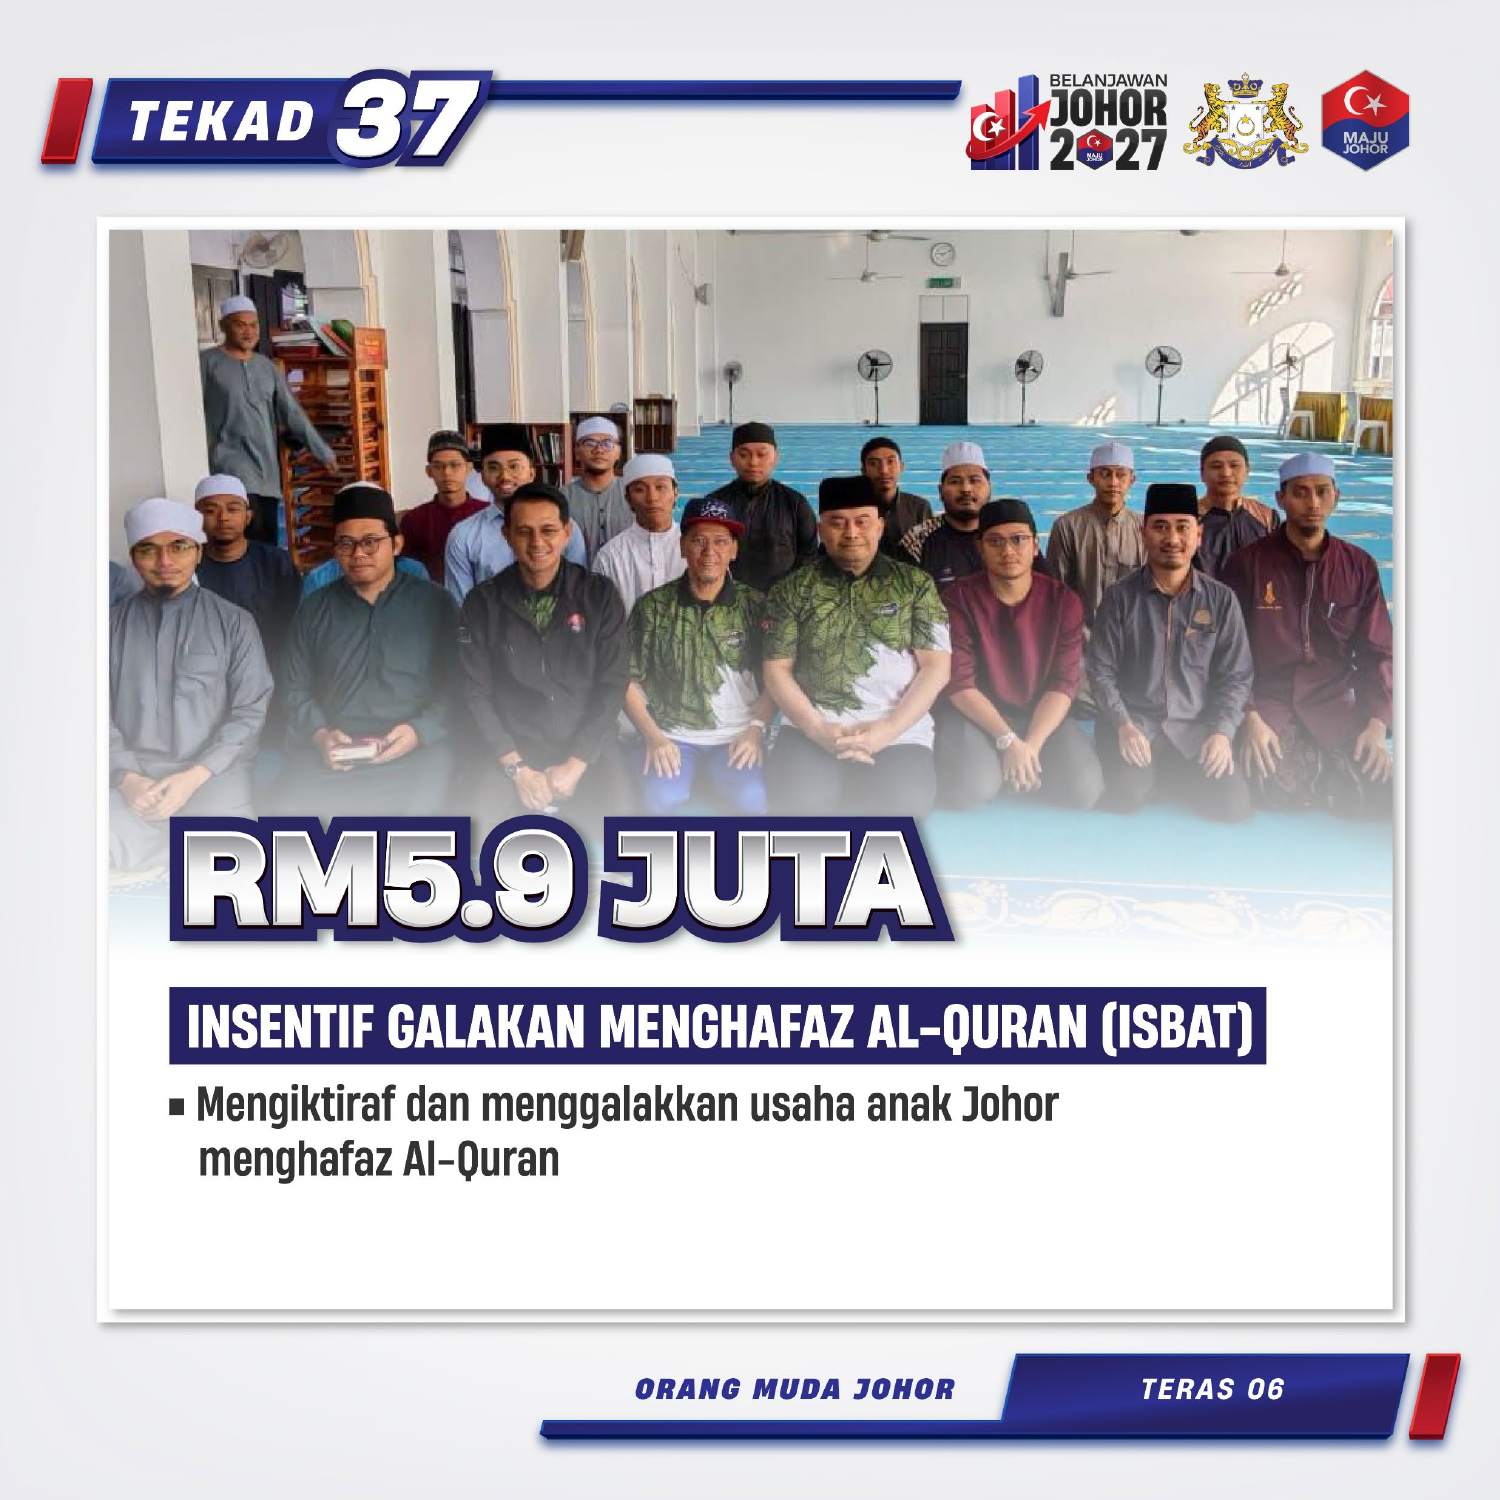 TEKAD 37
BELANJAWAN
JOHOR
2027
MAJU
JOHOR
MAJU
JOHOR
RM5.9 JUTA
INSENTIF GALAKAN MENGHAFAZ AL-QURAN (ISBAT)
▪ Mengiktiraf dan menggalakkan usaha anak Johor
menghafaz Al-Quran
ORANG MUDA JOHOR
TERAS 06